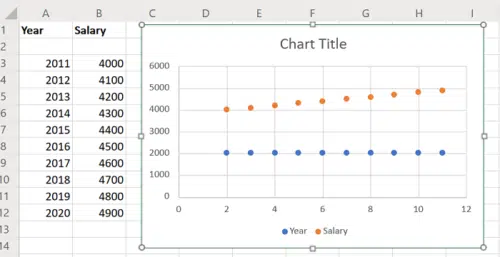 A B C D E F G H I
1 Year Salary
2
3 2011 4000
4 2012 4100
5 2013 4200
6 2014 4300
7 2015 4400
8 2016 4500
9 2017 4600
10 2018 4700
11 2019 4800
12 2020 4900
13
14
Chart Title
6000
5000
4000
3000
2000
1000
0
0 2 4 6 8 10 12
Year Salary